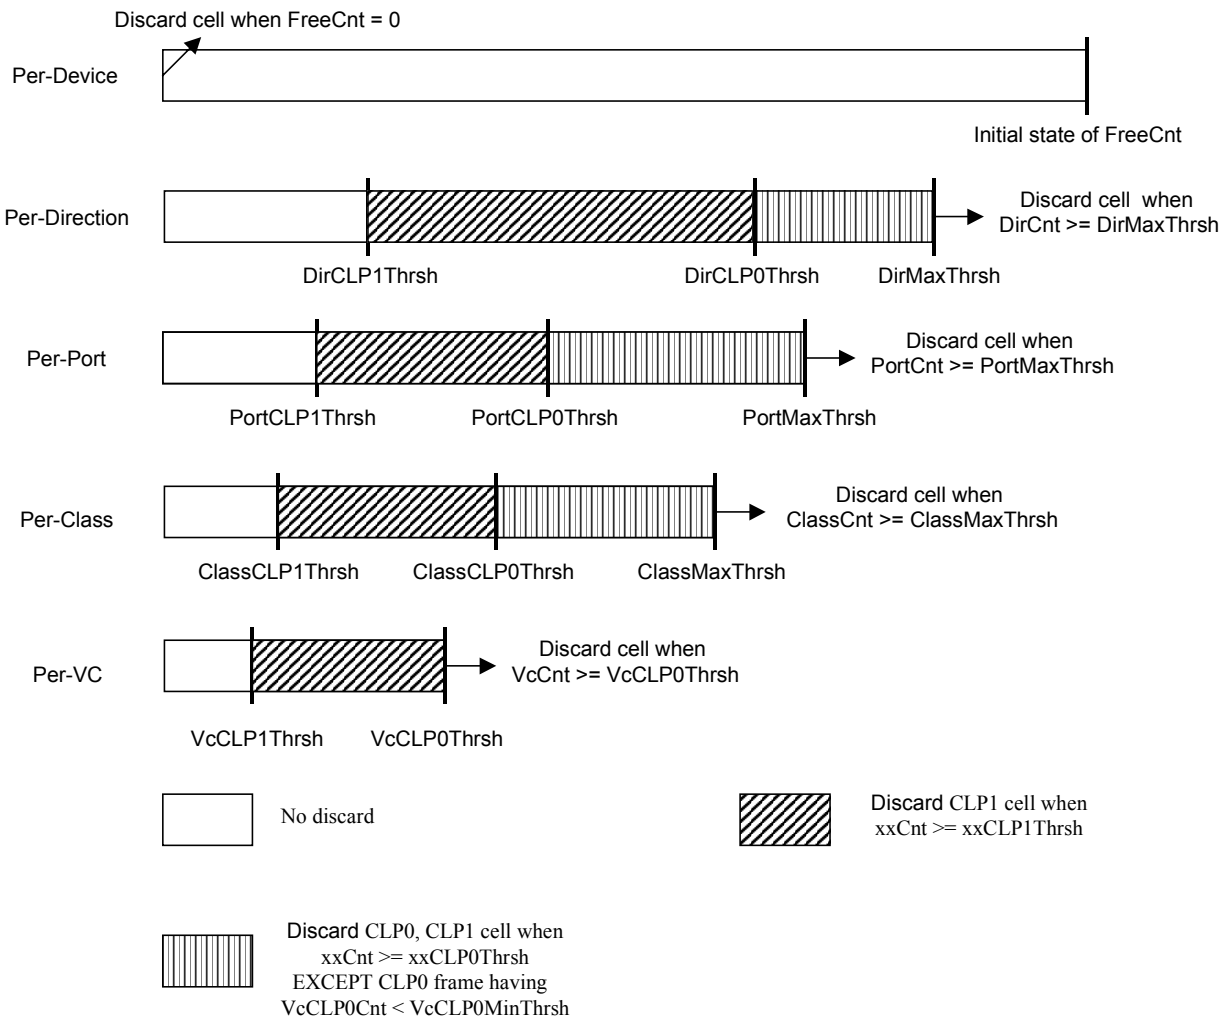 Discard cell when FreeCnt = 0
Per-Device
Initial state of FreeCnt
Per-Direction
Discard cell when
DirCnt >= DirMaxThrsh
DirCLP1Thrsh
DirCLP0Thrsh
DirMaxThrsh
Per-Port
Discard cell when
PortCnt >= PortMaxThrsh
PortCLP1Thrsh
PortCLP0Thrsh
PortMaxThrsh
Per-Class
Discard cell when
ClassCnt >= ClassMaxThrsh
ClassCLP1Thrsh
ClassCLP0Thrsh
ClassMaxThrsh
Per-VC
Discard cell when
VcCnt >= VcCLP0Thrsh
VcCLP1Thrsh
VcCLP0Thrsh
No discard
Discard CLP1 cell when
xxCnt >= xxCLP1Thrsh
Discard CLP0, CLP1 cell when
xxCnt >= xxCLP0Thrsh
EXCEPT CLP0 frame having
VcCLP0Cnt < VcCLP0MinThrsh